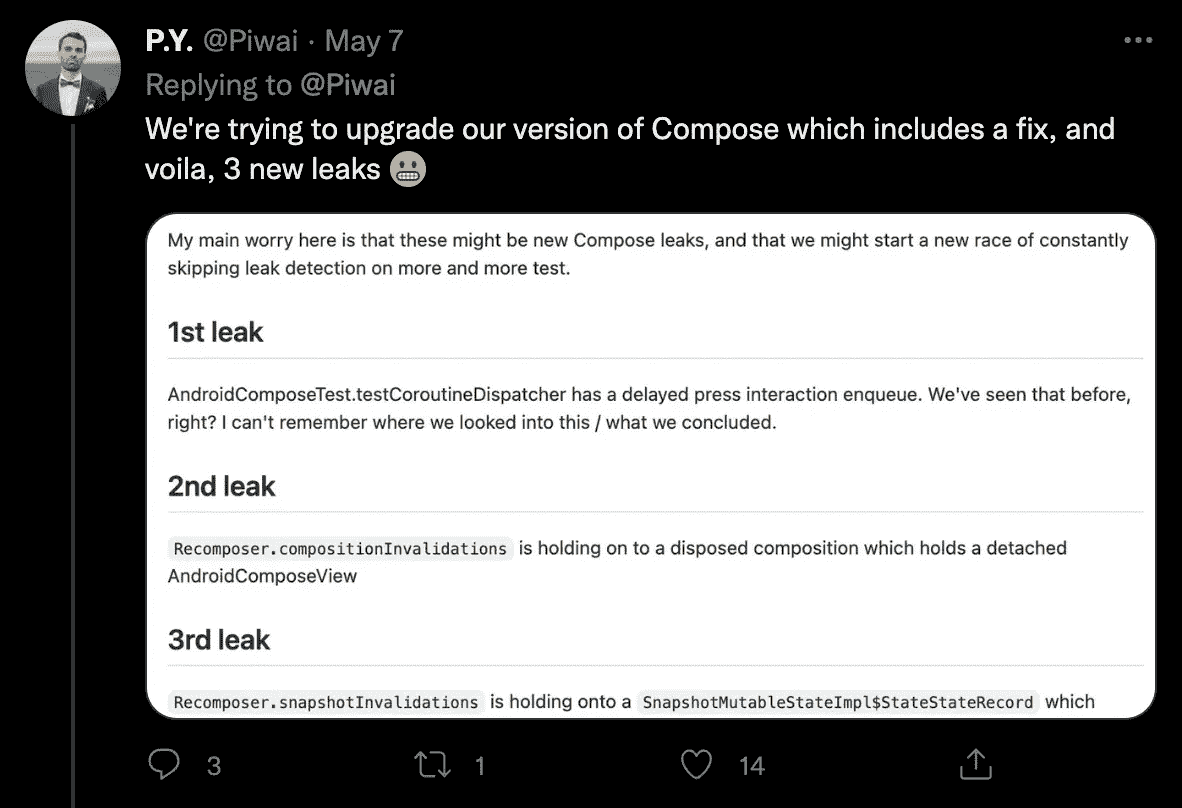 P.Y. @Piwai · May 7
Replying to @Piwai
We're trying to upgrade our version of Compose which includes a fix, and
voila, 3 new leaks 😬
My main worry here is that these might be new Compose leaks, and that we might start a new race of constantly
skipping leak detection on more and more test.
1st leak
AndroidComposeTest.testCoroutineDispatcher has a delayed press interaction enqueue. We've seen that before,
right? I can't remember where we looked into this / what we concluded.
2nd leak
Recomposer.compositionInvalidations is holding on to a disposed composition which holds a detached
AndroidComposeView
3rd leak
Recomposer.snapshotInvalidations is holding onto a SnapshotMutableStateImpl$StateStateRecord which
3 1 14